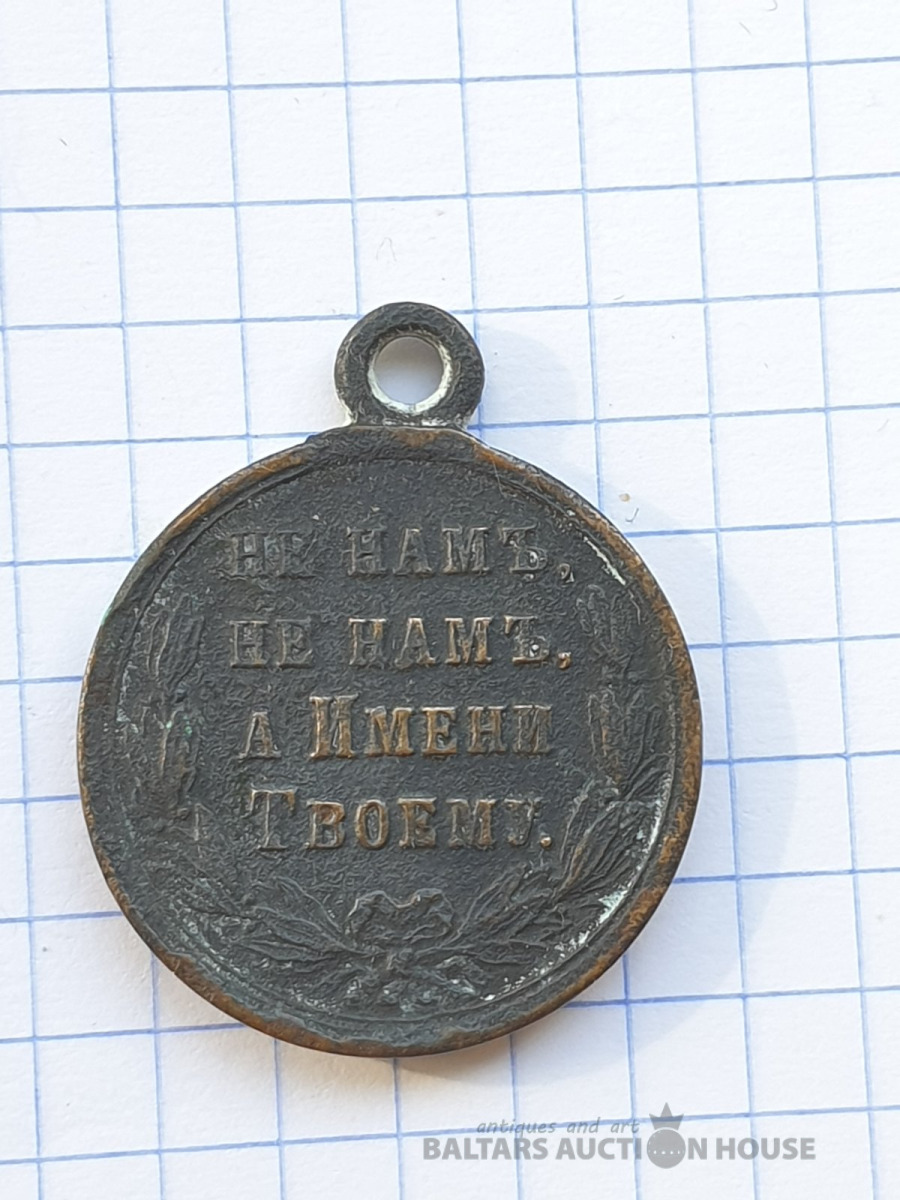 НЕ НАМЪ,
НЕ НАМЪ,
А ИМЕНИ
ТВОЕМУ.
antiques and art
BALTARS AUCTION HOUSE